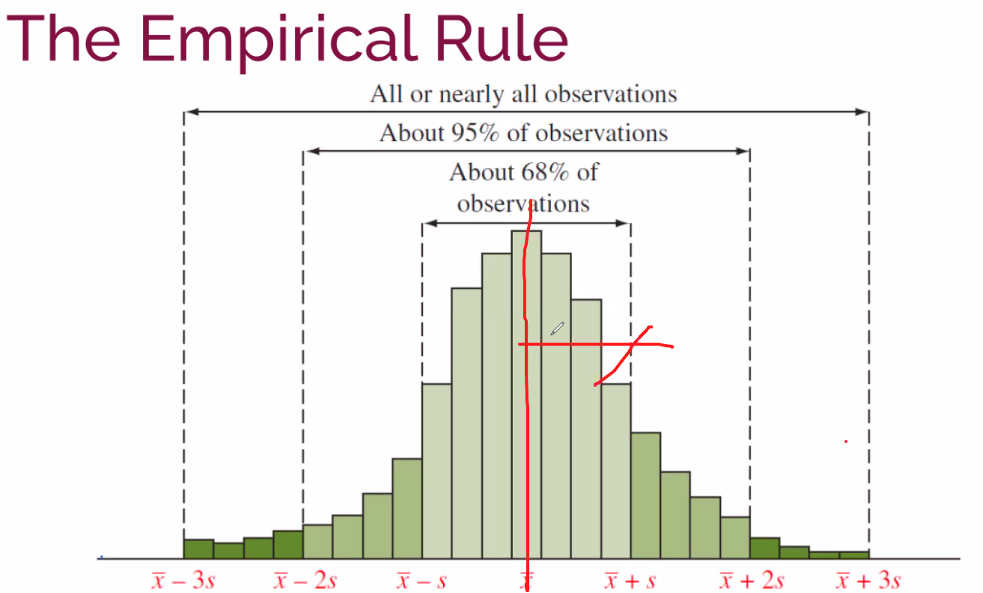 The Empirical Rule
All or nearly all observations
About 95% of observations
About 68% of
observations
x̅ – 3s x̅ – 2s x̅ – s x̅ x̅ + s x̅ + 2s x̅ + 3s